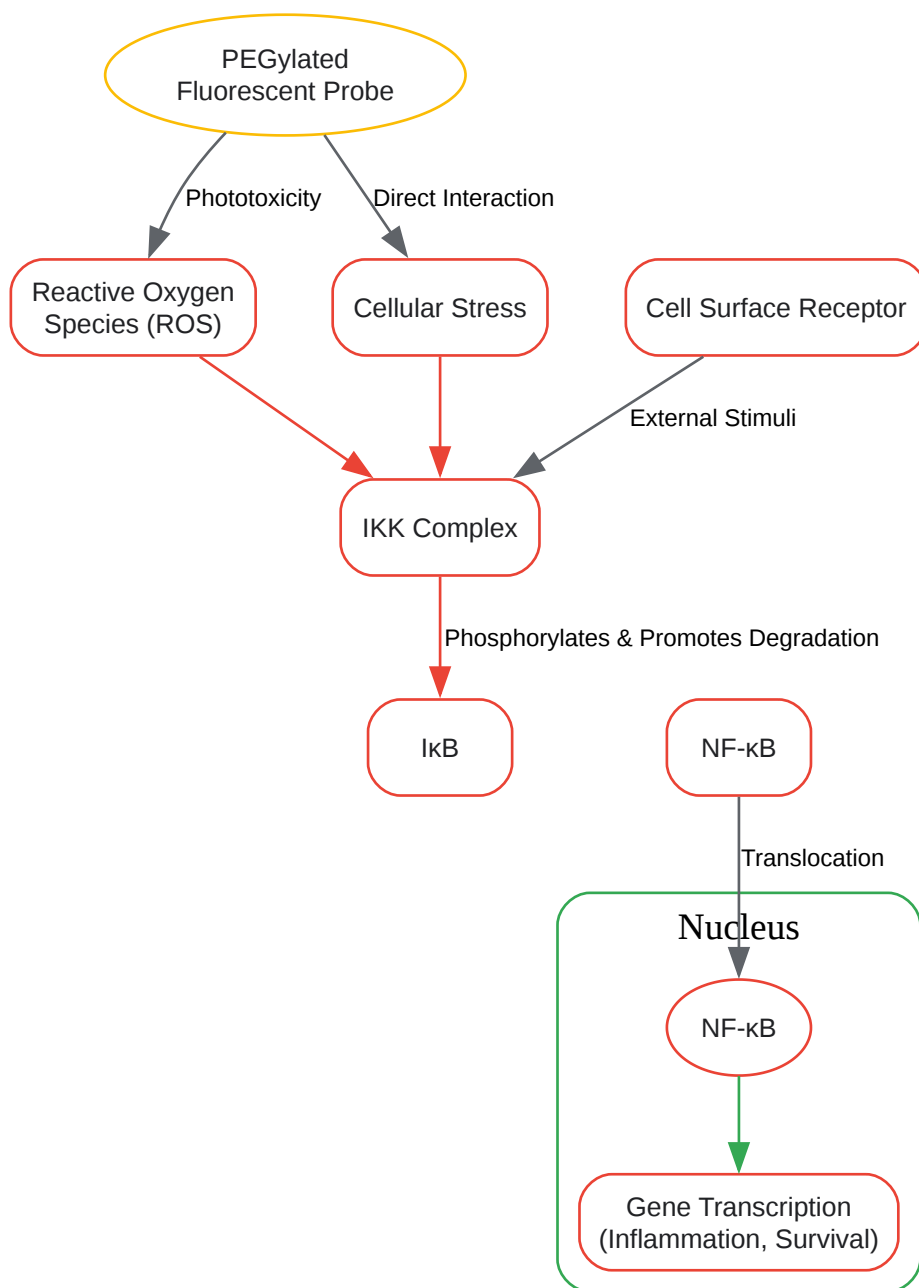 PEGylated
Fluorescent Probe
Phototoxicity
Direct Interaction
Reactive Oxygen
Species (ROS)
Cellular Stress
Cell Surface Receptor
External Stimuli
IKK Complex
Phosphorylates & Promotes Degradation
IκB
NF-κB
Translocation
Nucleus
NF-κB
Gene Transcription
(Inflammation, Survival)